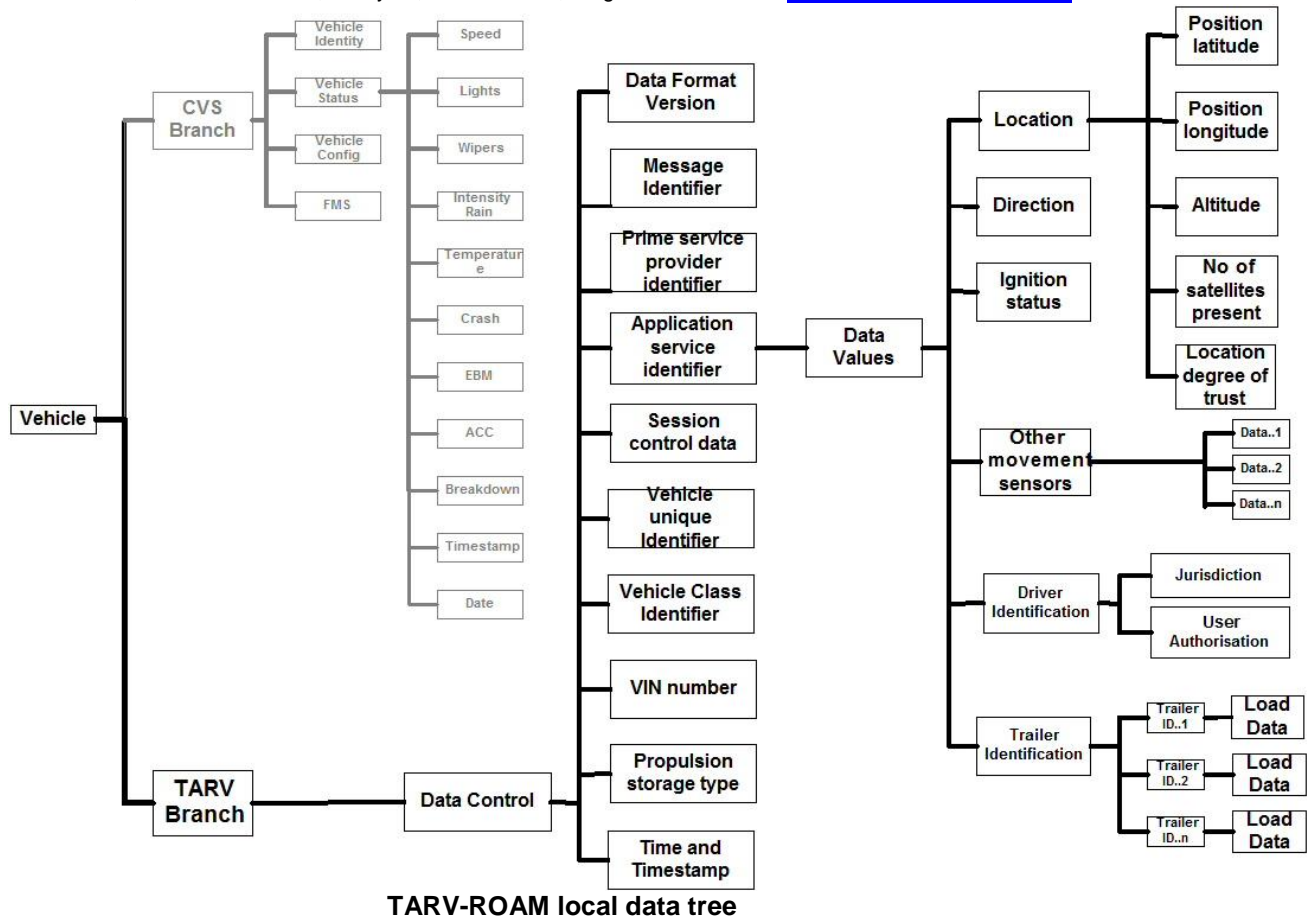 Vehicle
CVS
Branch
Vehicle
Identity
Vehicle
Status
Vehicle
Config
FMS
Speed
Lights
Wipers
Intensity
Rain
Temperatur
e
Crash
EBM
ACC
Breakdown
Timestamp
Date
TARV
Branch
Data Control
Data Format
Version
Message
Identifier
Prime service
provider
identifier
Application
service
identifier
Session
control data
Vehicle
unique
Identifier
Vehicle Class
Identifier
VIN number
Propulsion
storage type
Time and
Timestamp
Data
Values
Location
Direction
Ignition
status
Other
movement
sensors
Driver
Identification
Trailer
Identification
Position
latitude
Position
longitude
Altitude
No of
satellites
present
Location
degree of
trust
Data..1
Data..2
Data..n
Jurisdiction
User
Authorisation
Trailer
ID..1
Load
Data
Trailer
ID..2
Load
Data
Trailer
ID..n
Load
Data
TARV-ROAM local data tree